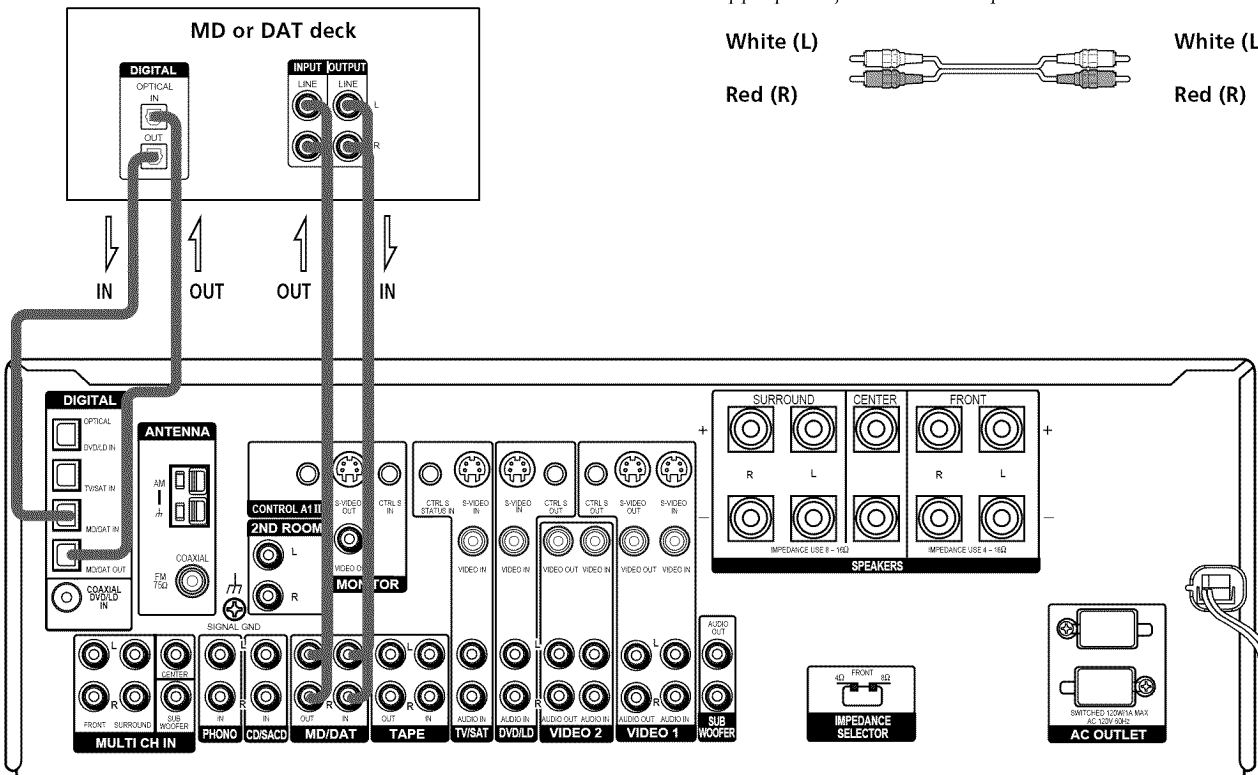 MD or DAT deck
White (L)
Red (R)
DIGITAL
OPTICAL
IN
OUT
INPUT OUTPUT
LINE LINE
L
R
IN
OUT
OUT
IN
DIGITAL
OPTICAL
DVD/LD IN
TV/SAT IN
MD/DAT IN
MD/DAT OUT
COAXIAL
DVD/LD
IN
ANTENNA
AM
COAXIAL
FM
75Ω
SIGNAL GND
CONTROL A1 II
2ND ROOM
L
R
S-VIDEO
OUT
CTRL S
IN
MONITOR
CTRL S
STATUS IN
S-VIDEO
IN
S-VIDEO
IN
CTRL S
OUT
CTRL S
OUT
S-VIDEO
OUT
S-VIDEO
IN
VIDEO IN
VIDEO IN
VIDEO OUT VIDEO IN
VIDEO OUT VIDEO IN
SURROUND CENTER FRONT
+ +
R L R L
– –
IMPEDANCE USE 8 – 16Ω
IMPEDANCE USE 4 – 16Ω
SPEAKERS
L
R
FRONT SURROUND
CENTER
SUB
WOOFER
MULTI CH IN
L
R
IN
PHONO
IN
CD/SACD
OUT
R
IN
MD/DAT
L
R
OUT IN
TAPE
AUDIO IN
TV/SAT
L
R
AUDIO IN
DVD/LD
AUDIO OUT AUDIO IN
VIDEO 2
L
R
AUDIO OUT AUDIO IN
VIDEO 1
AUDIO
OUT
SUB
WOOFER
FRONT
4Ω 8Ω
IMPEDANCE
SELECTOR
SWITCHED 120W/1A MAX
AC 120V 60Hz
AC OUTLET